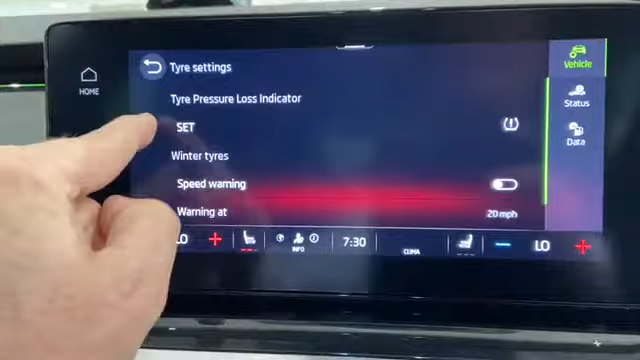 Tyre settings
Vehicle
HOME
Tyre Pressure Loss Indicator
Status
SET
Data
Winter tyres
Speed warning
Warning at 20 mph
LO INFO 7:30 CLIMA LO